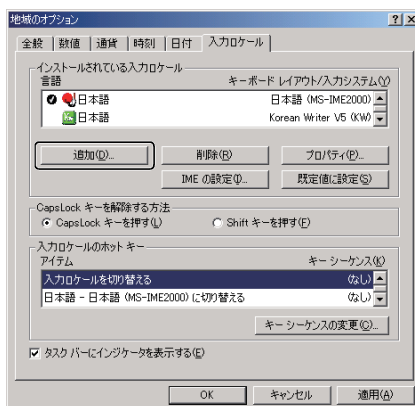 地域のオプション
全般 数値 通貨 時刻 日付 入力ロケール
インストールされている入力ロケール
言語 キーボード レイアウト/入力システム(Y)
日本語 日本語 (MS-IME2000)
日本語 Korean Writer V5 (KW)
追加(D)... 削除(R) プロパティ(P)...
IME の設定(I)... 既定値に設定(S)
CapsLock キーを解除する方法
CapsLock キーを押す(L) Shift キーを押す(F)
入力ロケールのホット キー
アイテム キー シーケンス(K)
入力ロケールを切り替える (なし)
日本語 - 日本語 (MS-IME2000) に切り替える (なし)
キー シーケンスの変更(C)...
タスク バーにインジケータを表示する(E)
OK キャンセル 適用(A)